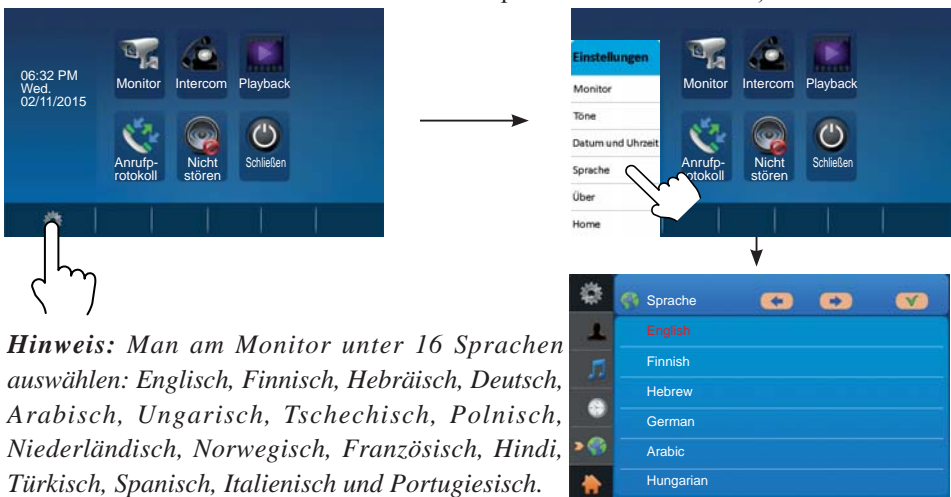 06:32 PM
Wed.
02/11/2015
Monitor
Intercom
Playback
Anrufp-
rotokoll
Nicht
stören
Schließen
Einstellungen
Monitor
Töne
Datum und Uhrzeit
Sprache
Über
Home
Monitor
Intercom
Playback
Anrufp-
rotokoll
Nicht
stören
Schließen
Hinweis: Man am Monitor unter 16 Sprachen
auswählen: Englisch, Finnisch, Hebräisch, Deutsch,
Arabisch, Ungarisch, Tschechisch, Polnisch,
Niederländisch, Norwegisch, Französisch, Hindi,
Türkisch, Spanisch, Italienisch und Portugiesisch.
Sprache
English
Finnish
Hebrew
German
Arabic
Hungarian